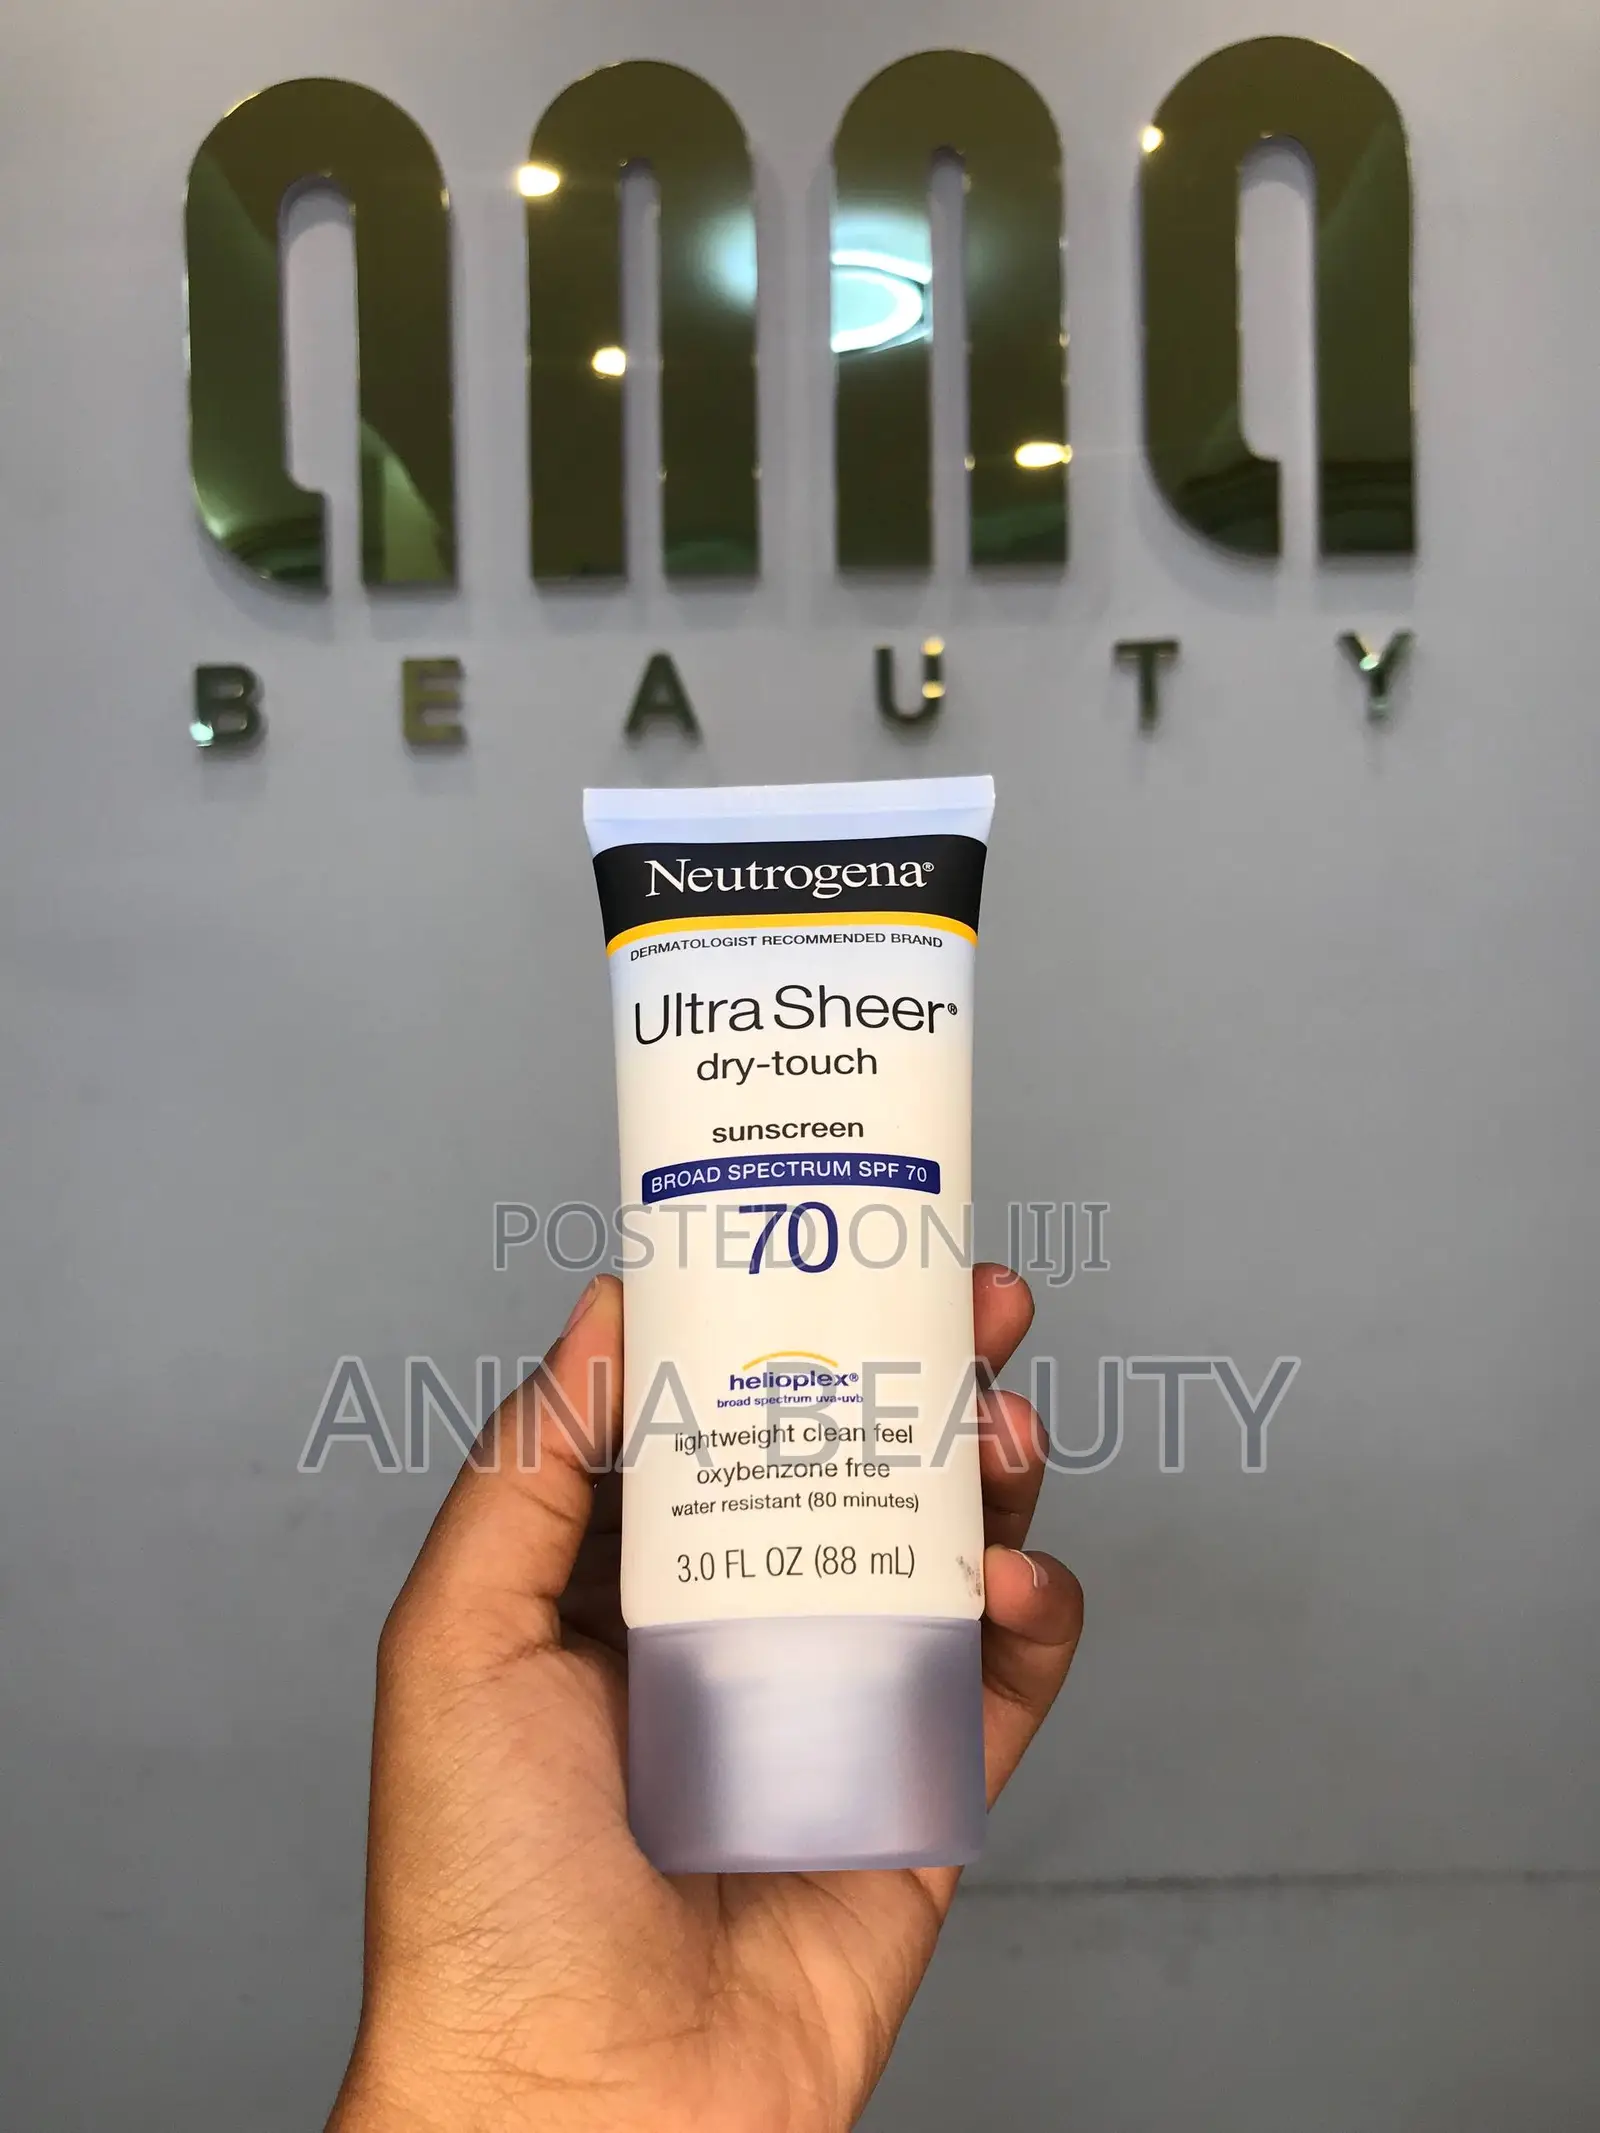 anna
BEAUTY
Neutrogena®
DERMATOLOGIST RECOMMENDED BRAND
Ultra Sheer®
dry-touch
sunscreen
BROAD SPECTRUM SPF 70
70
POSTED ON JIJI
helioplex®
broad spectrum uva•uvb
ANNA BEAUTY
lightweight clean feel
oxybenzone free
water resistant (80 minutes)
3.0 FL OZ (88 mL)